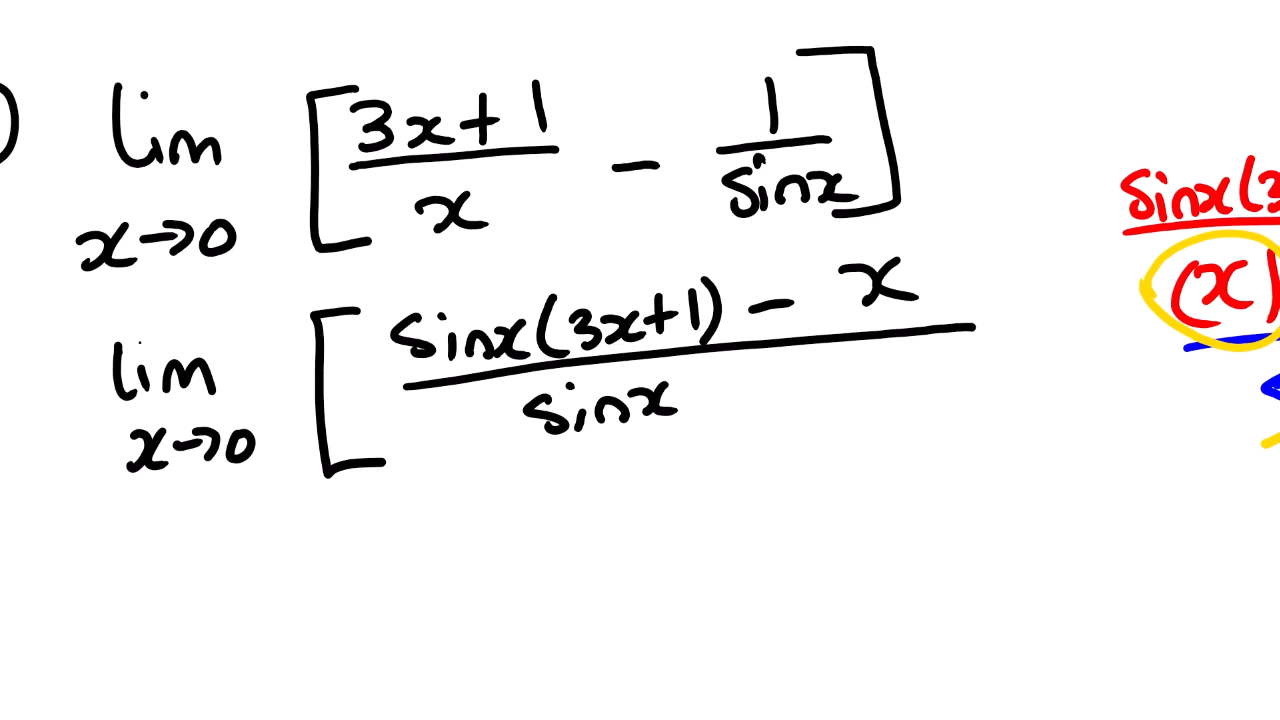 ) lim [ (3x+1)/x - 1/sinx ]
x→0
lim [ (sinx(3x+1) - x)/sinx
x→0
sinx(3
(x)